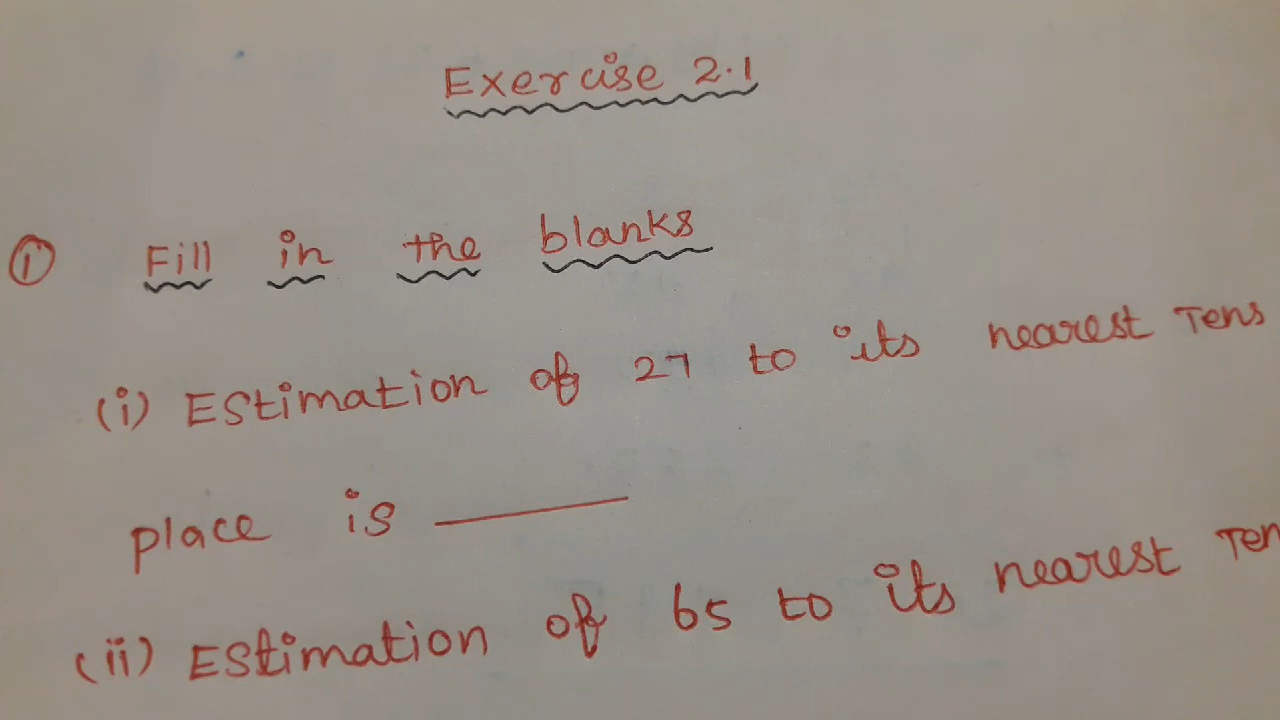 Exercise 2.1
① Fill in the blanks
(i) Estimation of 27 to its nearest Tens
place is ______
(ii) Estimation of 65 to its nearest Ten